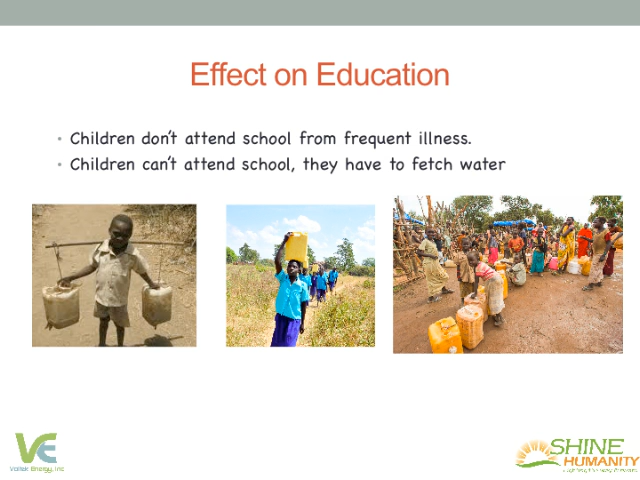 Effect on Education
• Children don't attend school from frequent illness.
• Children can't attend school, they have to fetch water
VE
Vortek Energy, Inc
SHINE
HUMANITY